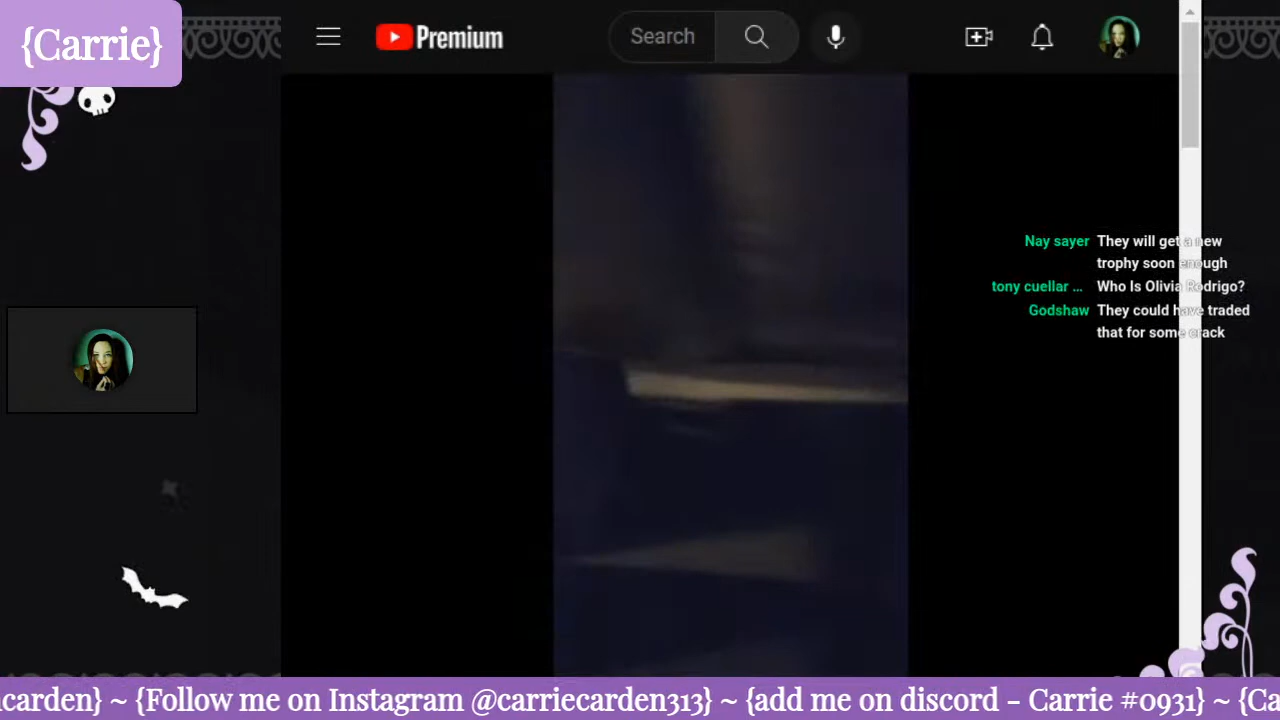 {Carrie}
Premium
Search
Nay sayer They will get a new
trophy soon enough
tony cuellar ... Who Is Olivia Rodrigo?
Godshaw They could have traded
that for some crack
carden} ~ {Follow me on Instagram @carriecarden313} ~ {add me on discord - Carrie #0931} ~ {Ca